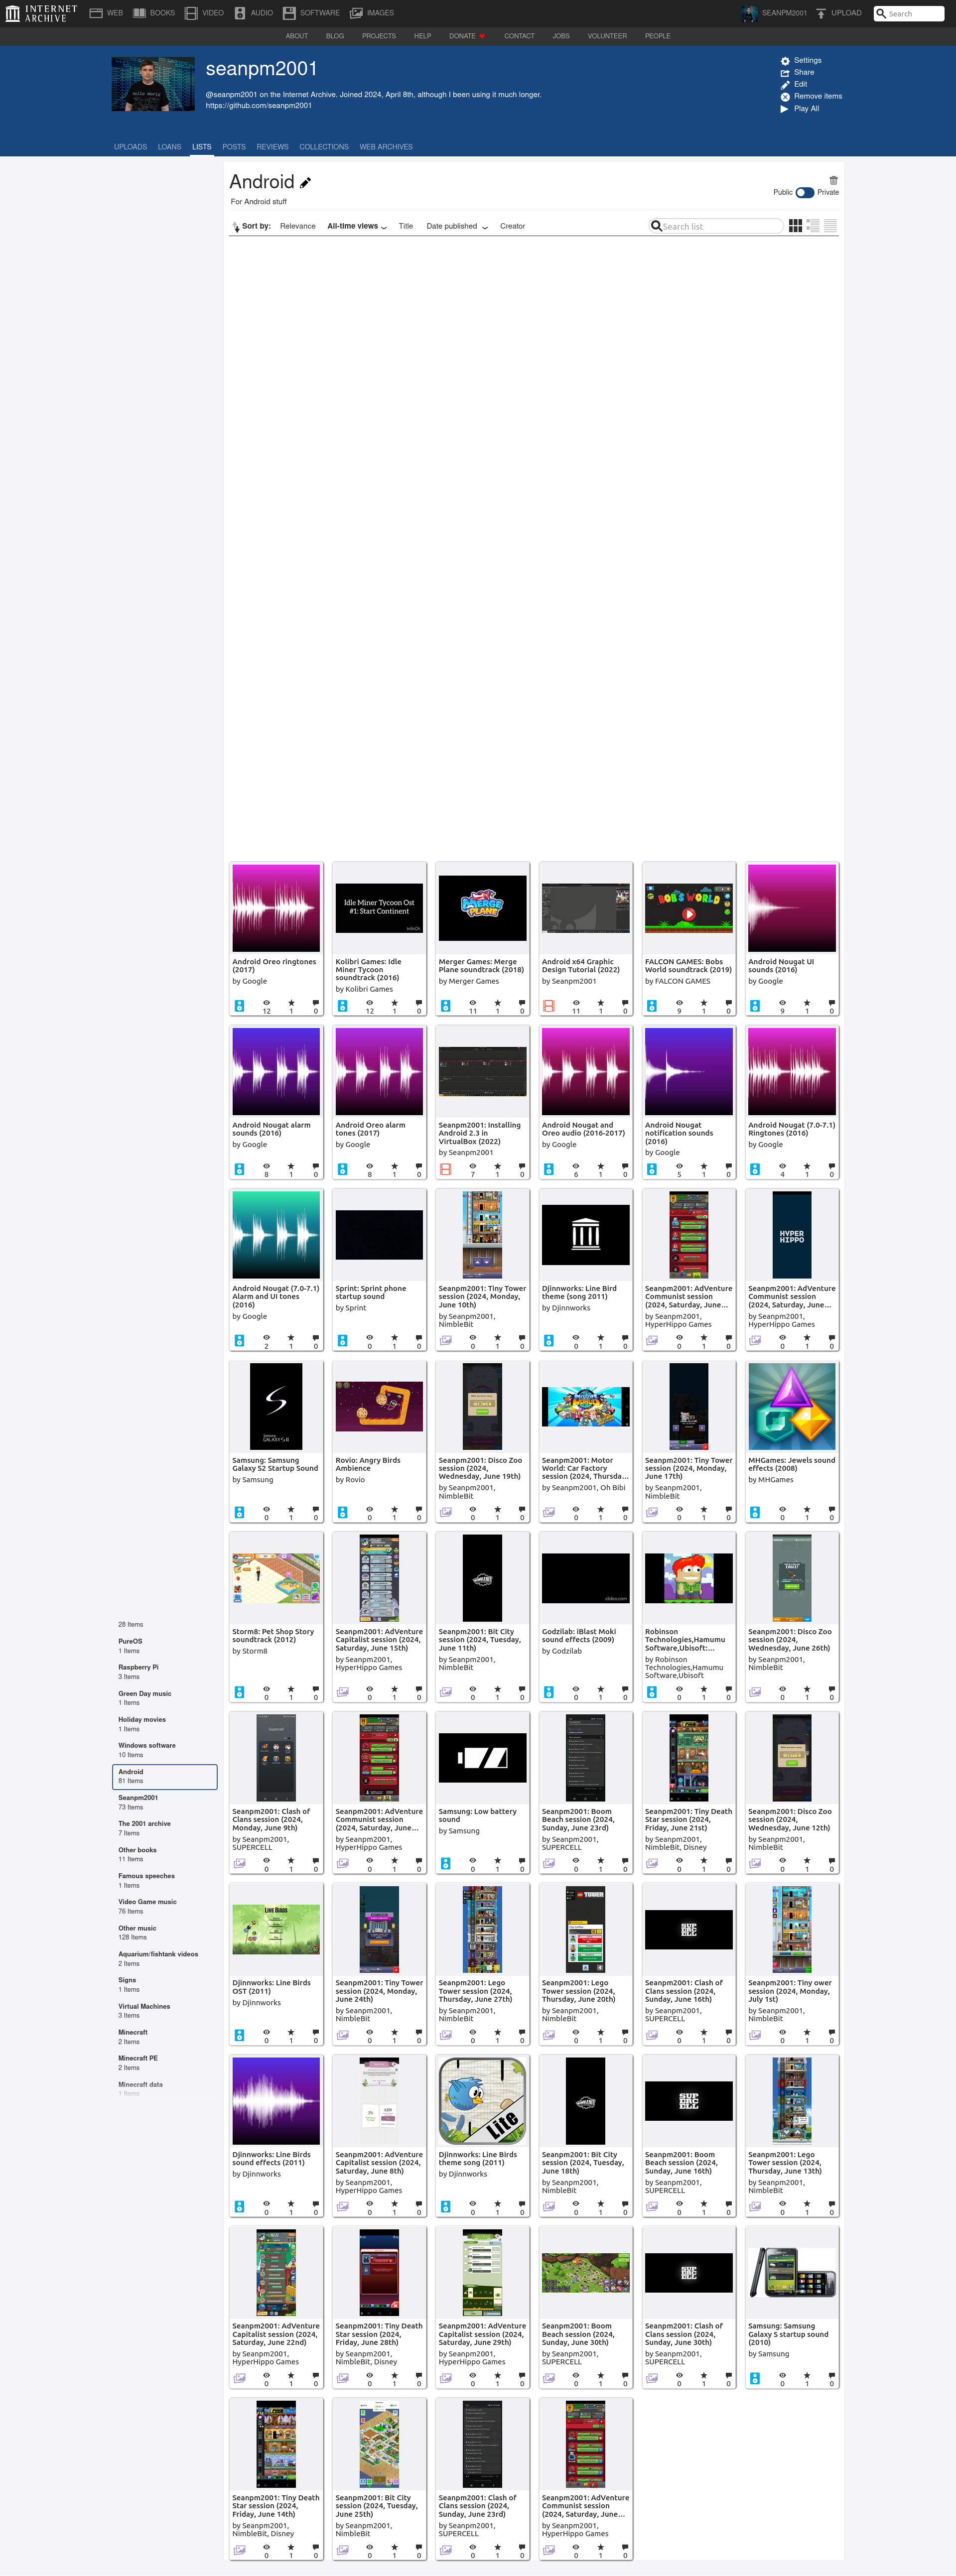 INTERNET ARCHIVE WEB BOOKS VIDEO AUDIO SOFTWARE IMAGES SEANPM2001 UPLOAD Search
ABOUT BLOG PROJECTS HELP DONATE CONTACT JOBS VOLUNTEER PEOPLE
seanpm2001
@seanpm2001 on the Internet Archive. Joined 2024, April 8th, although I been using it much longer.
https://github.com/seanpm2001
Settings
Share
Edit
Remove items
Play All
UPLOADS LOANS LISTS POSTS REVIEWS COLLECTIONS WEB ARCHIVES
Android
For Android stuff
Public Private
Sort by: Relevance All-time views Title Date published Creator Search list
Idle Miner Tycoon Ost
#1: Start Continent
MERGE PLANE
BOB'S WORLD
Android Oreo ringtones (2017)
by Google
12 1 0
Kolibri Games: Idle Miner Tycoon soundtrack (2016)
by Kolibri Games
12 1 0
Merger Games: Merge Plane soundtrack (2018)
by Merger Games
11 1 0
Android x64 Graphic Design Tutorial (2022)
by Seanpm2001
11 1 0
FALCON GAMES: Bobs World soundtrack (2019)
by FALCON GAMES
9 1 0
Android Nougat UI sounds (2016)
by Google
9 1 0
Android Nougat alarm sounds (2016)
by Google
8 1 0
Android Oreo alarm tones (2017)
by Google
8 1 0
Seanpm2001: Installing Android 2.3 in VirtualBox (2022)
by Seanpm2001
7 1 0
Android Nougat and Oreo audio (2016-2017)
by Google
6 1 0
Android Nougat notification sounds (2016)
by Google
5 1 0
Android Nougat (7.0-7.1) Ringtones (2016)
by Google
4 1 0
HYPER
HIPPO
Android Nougat (7.0-7.1) Alarm and UI tones (2016)
by Google
2 1 0
Sprint: Sprint phone startup sound
by Sprint
0 1 0
Seanpm2001: Tiny Tower session (2024, Monday, June 10th)
by Seanpm2001, NimbleBit
0 1 0
Djinnworks: Line Bird theme (song 2011)
by Djinnworks
0 1 0
Seanpm2001: AdVenture Communist session (2024, Saturday, June...
by Seanpm2001, HyperHippo Games
0 1 0
Seanpm2001: AdVenture Communist session (2024, Saturday, June...
by Seanpm2001, HyperHippo Games
0 1 0
Samsung: Samsung Galaxy S2 Startup Sound
by Samsung
0 1 0
Rovio: Angry Birds Ambience
by Rovio
0 1 0
Seanpm2001: Disco Zoo session (2024, Wednesday, June 19th)
by Seanpm2001, NimbleBit
0 1 0
Seanpm2001: Motor World: Car Factory session (2024, Thursda...
by Seanpm2001, Oh Bibi
0 1 0
Seanpm2001: Tiny Tower session (2024, Monday, June 17th)
by Seanpm2001, NimbleBit
0 1 0
MHGames: Jewels sound effects (2008)
by MHGames
0 1 0
Storm8: Pet Shop Story soundtrack (2012)
by Storm8
0 1 0
Seanpm2001: AdVenture Capitalist session (2024, Saturday, June 15th)
by Seanpm2001, HyperHippo Games
0 1 0
Seanpm2001: Bit City session (2024, Tuesday, June 11th)
by Seanpm2001, NimbleBit
0 1 0
Godzilab: iBlast Moki sound effects (2009)
by Godzilab
0 1 0
Robinson Technologies,Hamumu Software,Ubisoft:...
by Robinson Technologies,Hamumu Software,Ubisoft
0 1 0
Seanpm2001: Disco Zoo session (2024, Wednesday, June 26th)
by Seanpm2001, NimbleBit
0 1 0
28 Items
PureOS
1 Items
Raspberry Pi
3 Items
Green Day music
1 Items
Holiday movies
1 Items
Windows software
10 Items
Android
81 Items
Seanpm2001
73 Items
The 2001 archive
7 Items
Other books
11 Items
Famous speeches
1 Items
Video Game music
76 Items
Other music
128 Items
Aquarium/fishtank videos
2 Items
Signs
1 Items
Virtual Machines
3 Items
Minecraft
2 Items
Minecraft PE
2 Items
Minecraft data
1 Items
Seanpm2001: Clash of Clans session (2024, Monday, June 9th)
by Seanpm2001, SUPERCELL
0 1 0
Seanpm2001: AdVenture Communist session (2024, Saturday, June...
by Seanpm2001, HyperHippo Games
0 1 0
Samsung: Low battery sound
by Samsung
0 1 0
Seanpm2001: Boom Beach session (2024, Sunday, June 23rd)
by Seanpm2001, SUPERCELL
0 1 0
Seanpm2001: Tiny Death Star session (2024, Friday, June 21st)
by Seanpm2001, NimbleBit, Disney
0 1 0
Seanpm2001: Disco Zoo session (2024, Wednesday, June 12th)
by Seanpm2001, NimbleBit
0 1 0
LINE BIRDS
TOWER
SUPERCELL
Djinnworks: Line Birds OST (2011)
by Djinnworks
0 1 0
Seanpm2001: Tiny Tower session (2024, Monday, June 24th)
by Seanpm2001, NimbleBit
0 1 0
Seanpm2001: Lego Tower session (2024, Thursday, June 27th)
by Seanpm2001, NimbleBit
0 1 0
Seanpm2001: Lego Tower session (2024, Thursday, June 20th)
by Seanpm2001, NimbleBit
0 1 0
Seanpm2001: Clash of Clans session (2024, Sunday, June 16th)
by Seanpm2001, SUPERCELL
0 1 0
Seanpm2001: Tiny ower session (2024, Monday, July 1st)
by Seanpm2001, NimbleBit
0 1 0
Lite
SUPERCELL
Djinnworks: Line Birds sound effects (2011)
by Djinnworks
0 1 0
Seanpm2001: AdVenture Capitalist session (2024, Saturday, June 8th)
by Seanpm2001, HyperHippo Games
0 1 0
Djinnworks: Line Birds theme song (2011)
by Djinnworks
0 1 0
Seanpm2001: Bit City session (2024, Tuesday, June 18th)
by Seanpm2001, NimbleBit
0 1 0
Seanpm2001: Boom Beach session (2024, Sunday, June 16th)
by Seanpm2001, SUPERCELL
0 1 0
Seanpm2001: Lego Tower session (2024, Thursday, June 13th)
by Seanpm2001, NimbleBit
0 1 0
SUPERCELL
Seanpm2001: AdVenture Capitalist session (2024, Saturday, June 22nd)
by Seanpm2001, HyperHippo Games
0 1 0
Seanpm2001: Tiny Death Star session (2024, Friday, June 28th)
by Seanpm2001, NimbleBit, Disney
0 1 0
Seanpm2001: AdVenture Capitalist session (2024, Saturday, June 29th)
by Seanpm2001, HyperHippo Games
0 1 0
Seanpm2001: Boom Beach session (2024, Sunday, June 30th)
by Seanpm2001, SUPERCELL
0 1 0
Seanpm2001: Clash of Clans session (2024, Sunday, June 30th)
by Seanpm2001, SUPERCELL
0 1 0
Samsung: Samsung Galaxy S startup sound (2010)
by Samsung
0 1 0
Seanpm2001: Tiny Death Star session (2024, Friday, June 14th)
by Seanpm2001, NimbleBit, Disney
0 1 0
Seanpm2001: Bit City session (2024, Tuesday, June 25th)
by Seanpm2001, NimbleBit
0 1 0
Seanpm2001: Clash of Clans session (2024, Sunday, June 23rd)
by Seanpm2001, SUPERCELL
0 1 0
Seanpm2001: AdVenture Communist session (2024, Saturday, June...
by Seanpm2001, HyperHippo Games
0 1 0